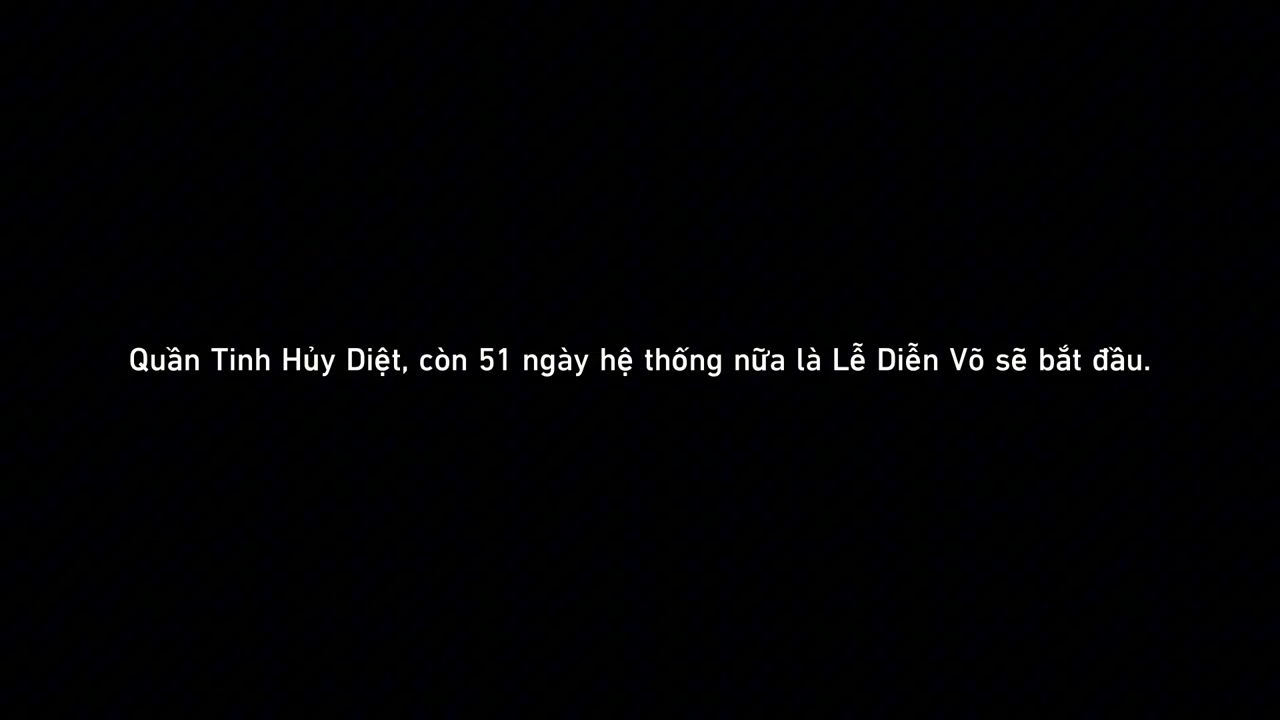 Quần Tinh Hủy Diệt, còn 51 ngày hệ thống nữa là Lễ Diễn Võ sẽ bắt đầu.